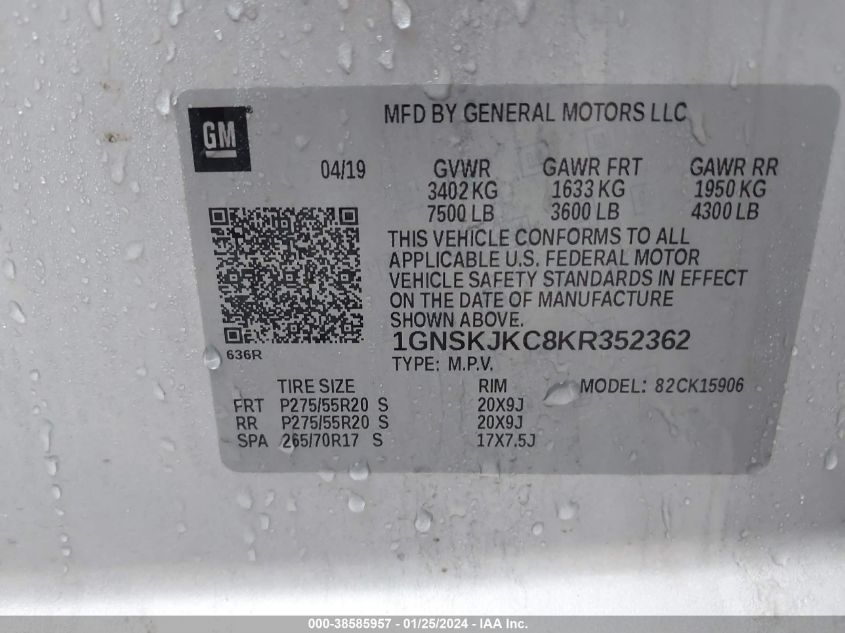 GM
MFD BY GENERAL MOTORS LLC
04/19 GVWR GAWR FRT GAWR RR
3402 KG 1633 KG 1950 KG
7500 LB 3600 LB 4300 LB
THIS VEHICLE CONFORMS TO ALL
APPLICABLE U.S. FEDERAL MOTOR
VEHICLE SAFETY STANDARDS IN EFFECT
ON THE DATE OF MANUFACTURE
SHOWN ABOVE.
636R
1GNSKJKC8KR352362
TYPE: M.P.V.
TIRE SIZE RIM MODEL: 82CK15906
FRT P275/55R20 S 20X9J
RR P275/55R20 S 20X9J
SPA 265/70R17 S 17X7.5J
000-38585957 - 01/25/2024 - IAA Inc.